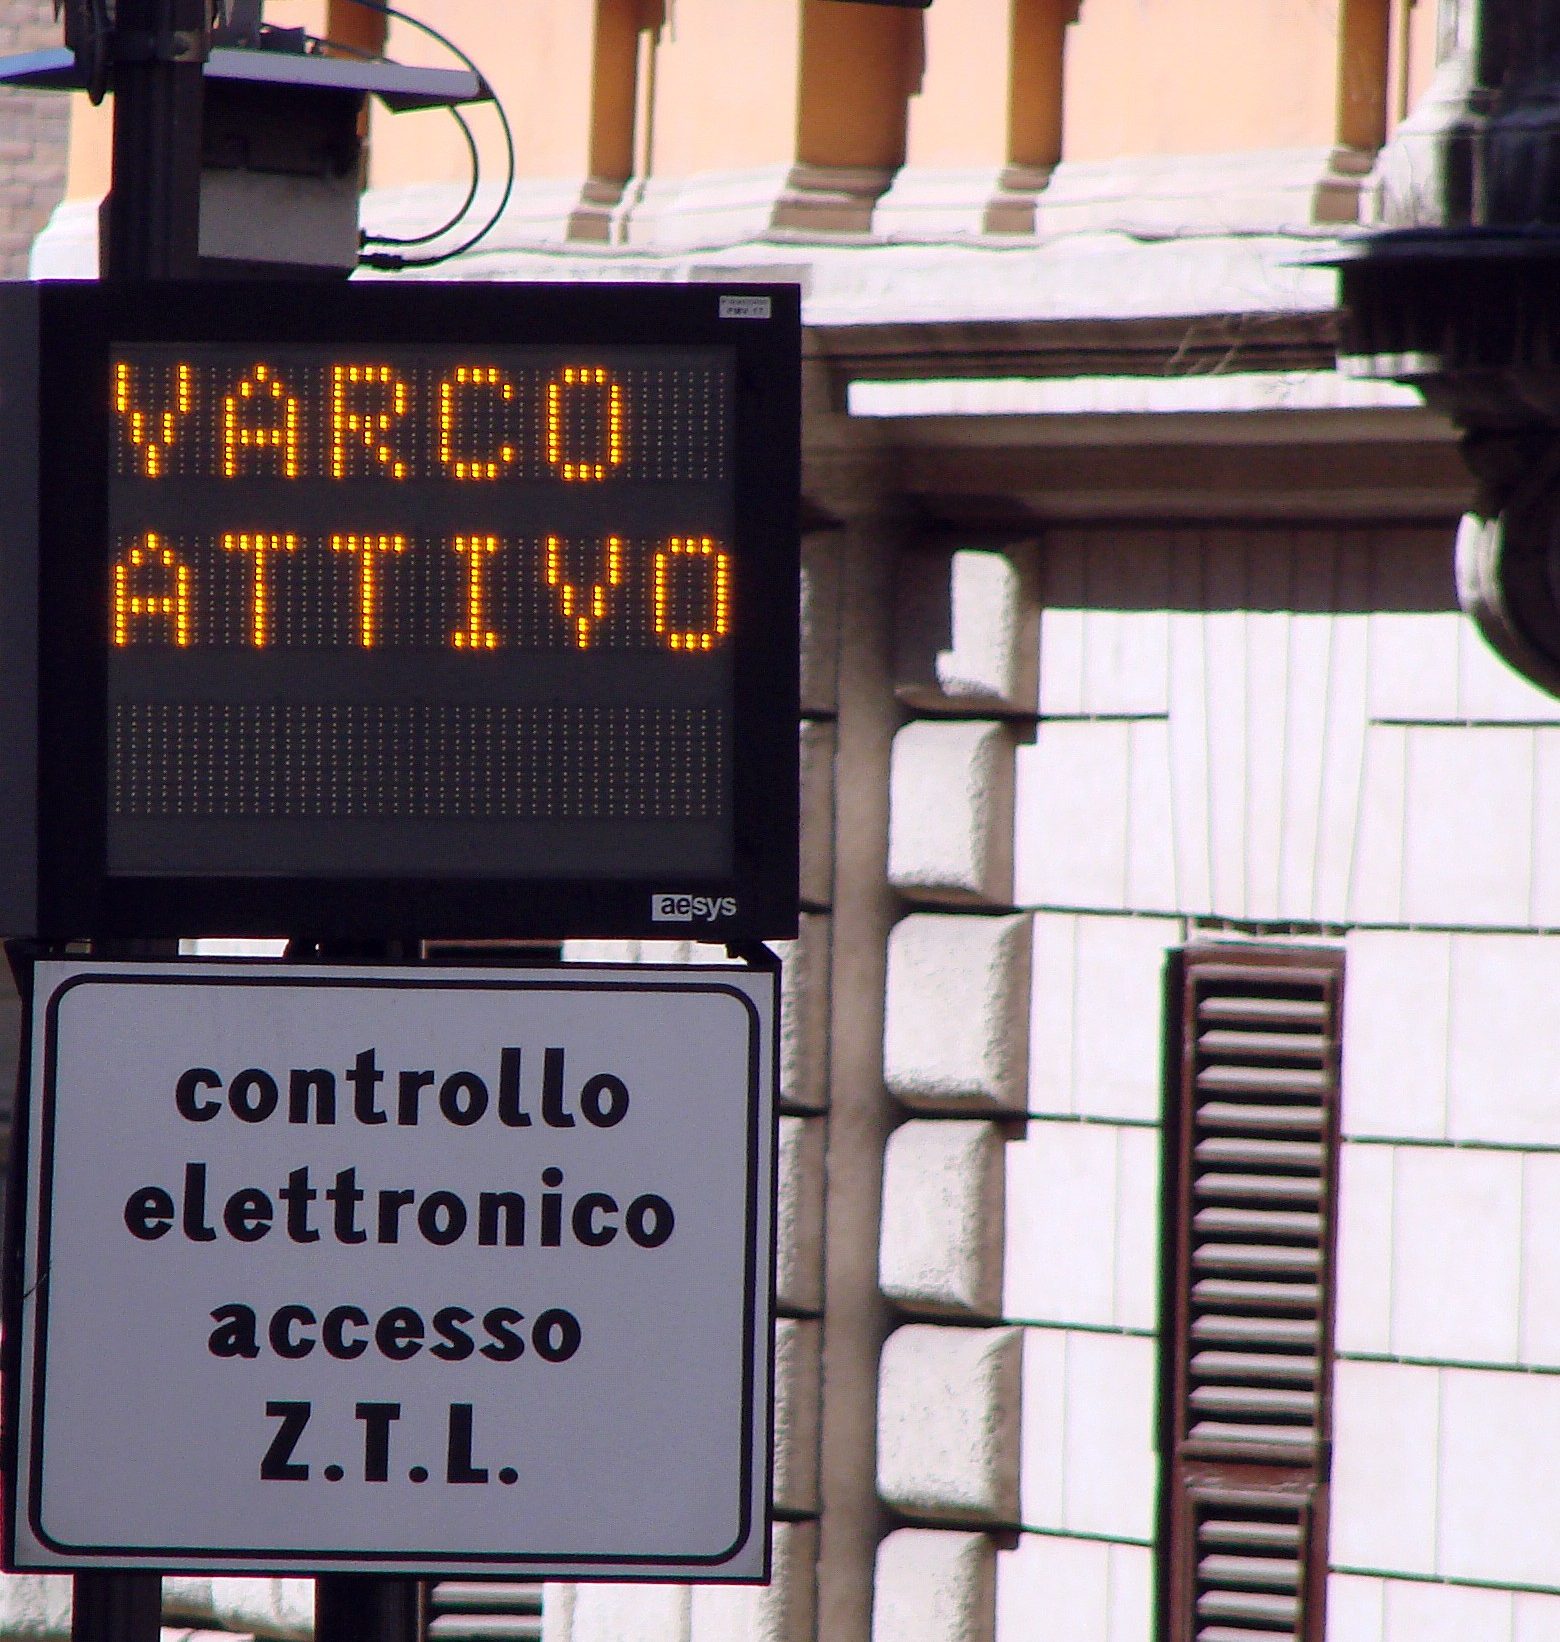 VARCO
ATTIVO
aesys
controllo
elettronico
accesso
Z.T.L.